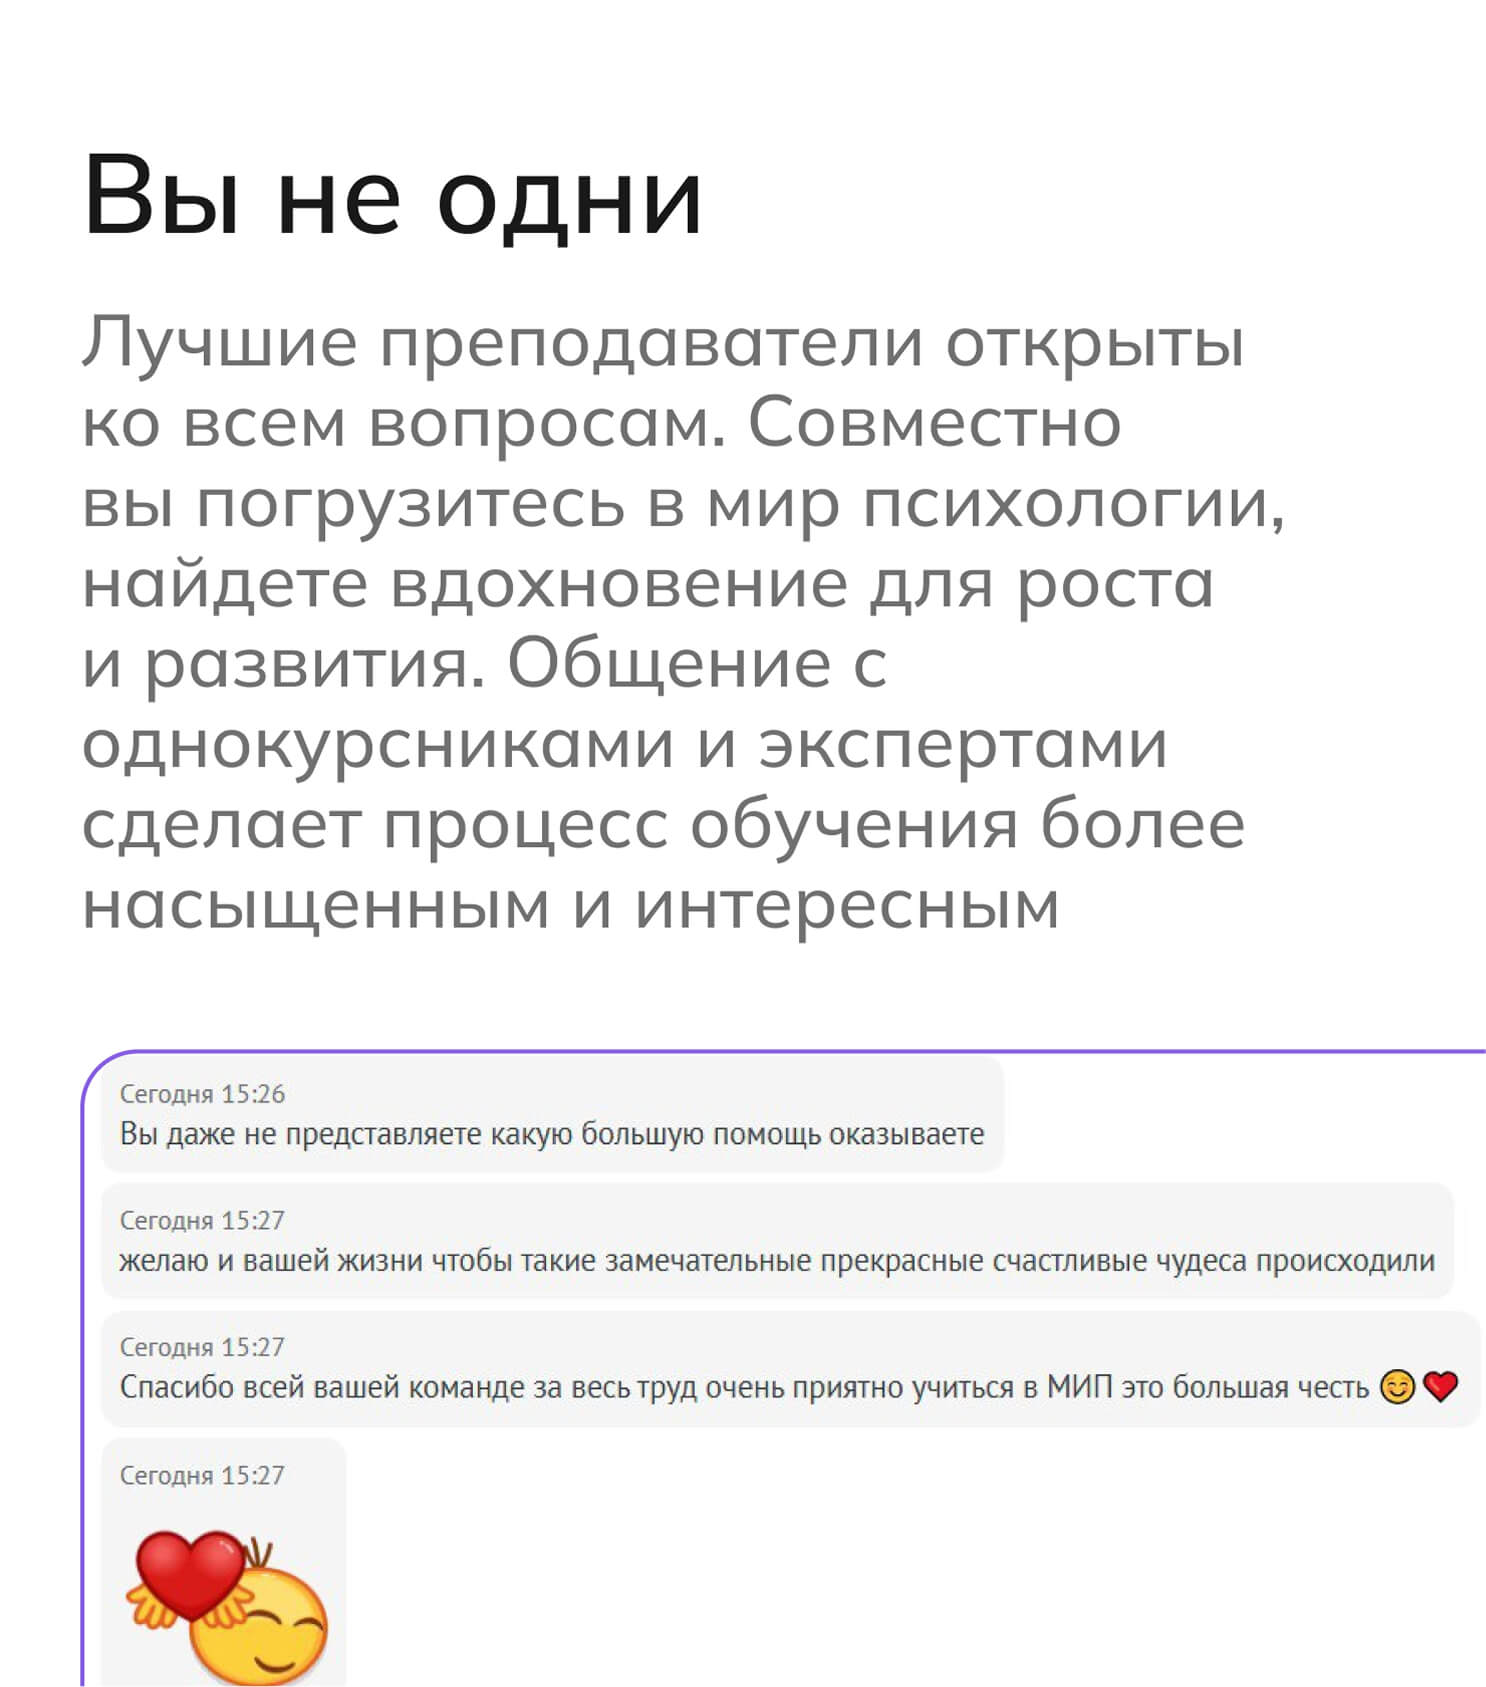 Вы не одни
Лучшие преподаватели открыты
ко всем вопросам. Совместно
вы погрузитесь в мир психологии,
найдете вдохновение для роста
и развития. Общение с
однокурсниками и экспертами
сделает процесс обучения более
насыщенным и интересным
Сегодня 15:26
Вы даже не представляете какую большую помощь оказываете
Сегодня 15:27
желаю и вашей жизни чтобы такие замечательные прекрасные счастливые чудеса происходили
Сегодня 15:27
Спасибо всей вашей команде за весь труд очень приятно учиться в МИП это большая честь 😊❤️
Сегодня 15:27